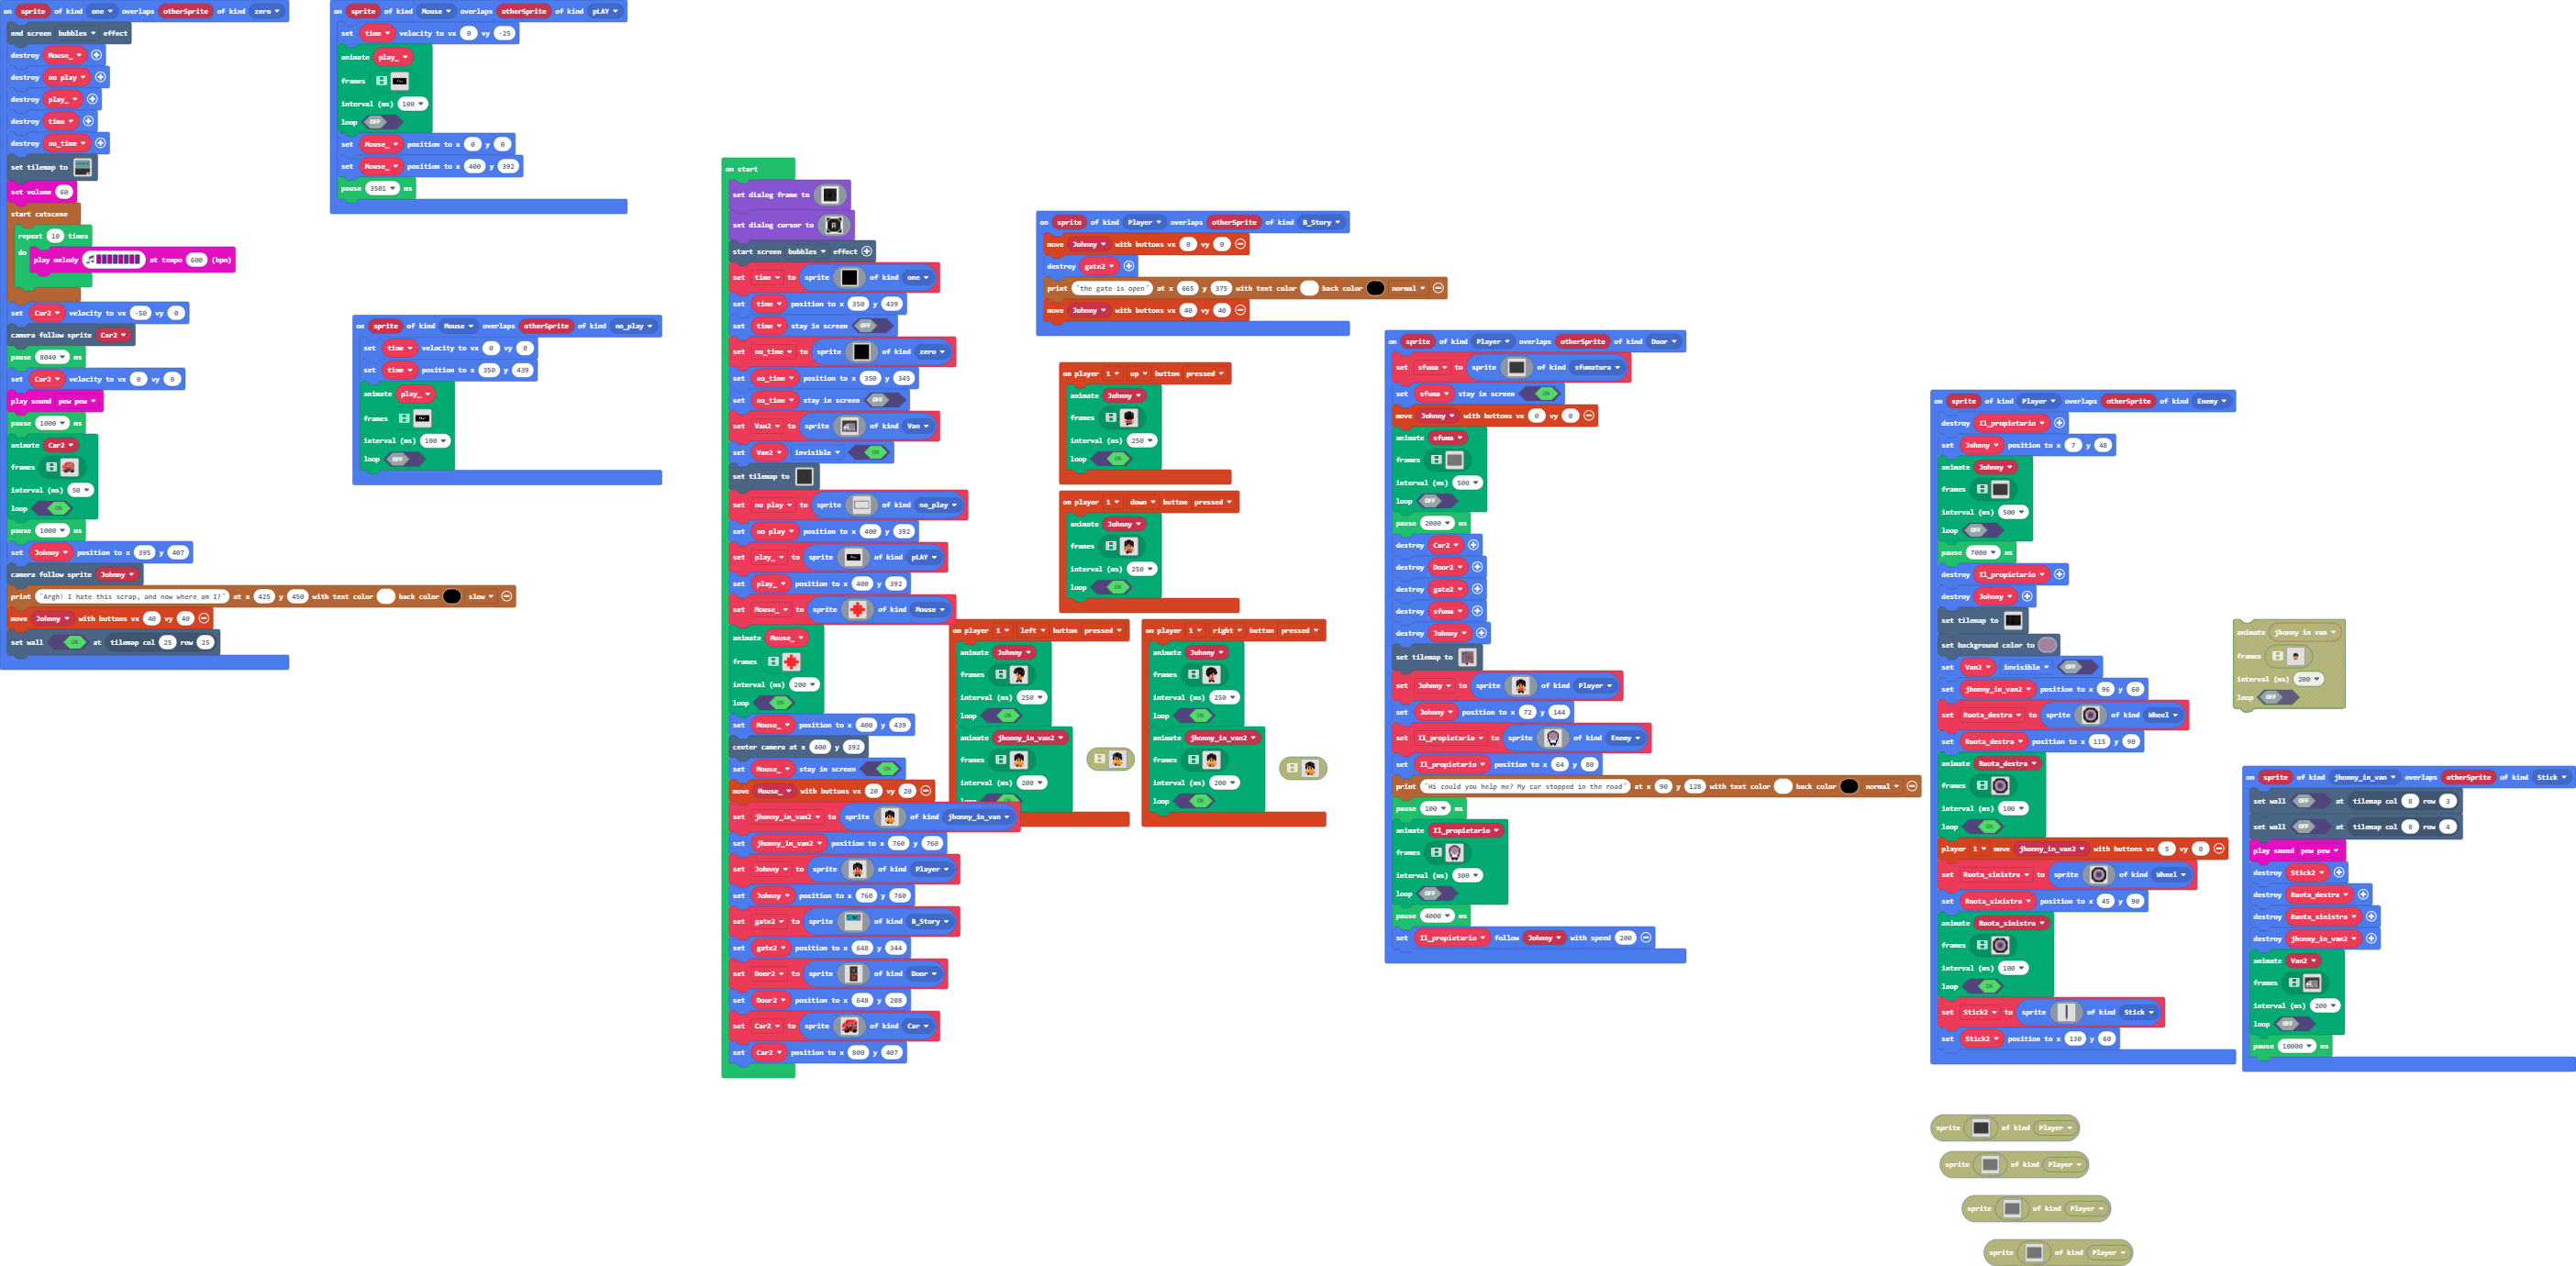 on sprite of kind one overlaps otherSprite of kind zero
end screen bubbles effect
destroy Mouse_
destroy no play
destroy play_
destroy time
destroy no_time
set tilemap to
set volume 60
start cutscene
repeat 10 times
do
play melody at tempo 600 (bpm)
set Car2 velocity to vx -50 vy 0
camera follow sprite Car2
pause 8040 ms
set Car2 velocity to vx 0 vy 0
play sound pew pew
pause 1000 ms
animate Car2
frames
interval (ms) 50
loop ON
pause 1000 ms
set Johnny position to x 395 y 407
camera follow sprite Johnny
print "Argh! I hate this scrap, and now where am I?" at x 425 y 450 with text color back color slow
move Johnny with buttons vx 40 vy 40
set wall ON at tilemap col 25 row 25
on sprite of kind Mouse overlaps otherSprite of kind pLAY
set time velocity to vx 0 vy -25
animate play_
frames
interval (ms) 100
loop OFF
set Mouse_ position to x 0 y 0
set Mouse_ position to x 400 y 392
pause 3501 ms
on sprite of kind Mouse overlaps otherSprite of kind no_play
set time velocity to vx 0 vy 0
set time position to x 350 y 439
animate play_
frames
interval (ms) 100
loop OFF
on start
set dialog frame to
set dialog cursor to
start screen bubbles effect
set time to sprite of kind one
set time position to x 350 y 439
set time stay in screen OFF
set no_time to sprite of kind zero
set no_time position to x 350 y 345
set no_time stay in screen OFF
set Van2 to sprite of kind Van
set Van2 invisible ON
set tilemap to
set no play to sprite of kind no_play
set no play position to x 400 y 392
set play_ to sprite of kind pLAY
set play_ position to x 400 y 392
set Mouse_ to sprite of kind Mouse
animate Mouse_
frames
interval (ms) 200
loop ON
set Mouse_ position to x 400 y 439
center camera at x 400 y 392
set Mouse_ stay in screen ON
move Mouse_ with buttons vx 20 vy 20
set jhonny_in_van2 to sprite of kind jhonny_in_van
set jhonny_in_van2 position to x 760 y 760
set Johnny to sprite of kind Player
set Johnny position to x 760 y 760
set gate2 to sprite of kind B_Story
set gate2 position to x 648 y 344
set Door2 to sprite of kind Door
set Door2 position to x 648 y 208
set Car2 to sprite of kind Car
set Car2 position to x 800 y 407
on sprite of kind Player overlaps otherSprite of kind B_Story
move Johnny with buttons vx 0 vy 0
destroy gate2
print "the gate is open" at x 665 y 375 with text color back color normal
move Johnny with buttons vx 40 vy 40
on player 1 up button pressed
animate Johnny
frames
interval (ms) 250
loop ON
on player 1 down button pressed
animate Johnny
frames
interval (ms) 250
loop ON
on player 1 left button pressed
animate Johnny
frames
interval (ms) 250
loop ON
animate jhonny_in_van2
frames
interval (ms) 200
loop ON
on player 1 right button pressed
animate Johnny
frames
interval (ms) 250
loop ON
animate jhonny_in_van2
frames
interval (ms) 200
loop ON
on sprite of kind Player overlaps otherSprite of kind Door
set sfuma to sprite of kind sfumatura
set sfuma stay in screen ON
move Johnny with buttons vx 0 vy 0
animate sfuma
frames
interval (ms) 500
loop OFF
pause 2000 ms
destroy Car2
destroy Door2
destroy gate2
destroy sfuma
destroy Johnny
set tilemap to
set Johnny to sprite of kind Player
set Johnny position to x 72 y 144
set Il_propietario to sprite of kind Enemy
set Il_propietario position to x 64 y 80
print "Hi could you help me? My car stopped in the road" at x 90 y 128 with text color back color normal
pause 100 ms
animate Il_propietario
frames
interval (ms) 300
loop OFF
pause 4000 ms
set Il_propietario follow Johnny with speed 200
on sprite of kind Player overlaps otherSprite of kind Enemy
destroy Il_propietario
set Johnny position to x 7 y 48
animate Johnny
frames
interval (ms) 500
loop OFF
pause 7000 ms
destroy Il_propietario
destroy Johnny
set tilemap to
set background color to
set Van2 invisible OFF
set jhonny_in_van2 position to x 96 y 60
set Ruota_destra to sprite of kind Wheel
set Ruota_destra position to x 115 y 90
animate Ruota_destra
frames
interval (ms) 100
loop ON
player 1 move jhonny_in_van2 with buttons vx 5 vy 0
set Ruota_sinistra to sprite of kind Wheel
set Ruota_sinistra position to x 45 y 90
animate Ruota_sinistra
frames
interval (ms) 100
loop ON
set Stick2 to sprite of kind Stick
set Stick2 position to x 130 y 60
animate jhonny in van
frames
interval (ms) 200
loop OFF
on sprite of kind jhonny_in_van overlaps otherSprite of kind Stick
set wall OFF at tilemap col 8 row 3
set wall OFF at tilemap col 8 row 4
play sound pew pew
destroy Stick2
destroy Ruota_destra
destroy Ruota_sinistra
destroy jhonny_in_van2
animate Van2
frames
interval (ms) 200
loop OFF
pause 10000 ms
sprite of kind Player
sprite of kind Player
sprite of kind Player
sprite of kind Player